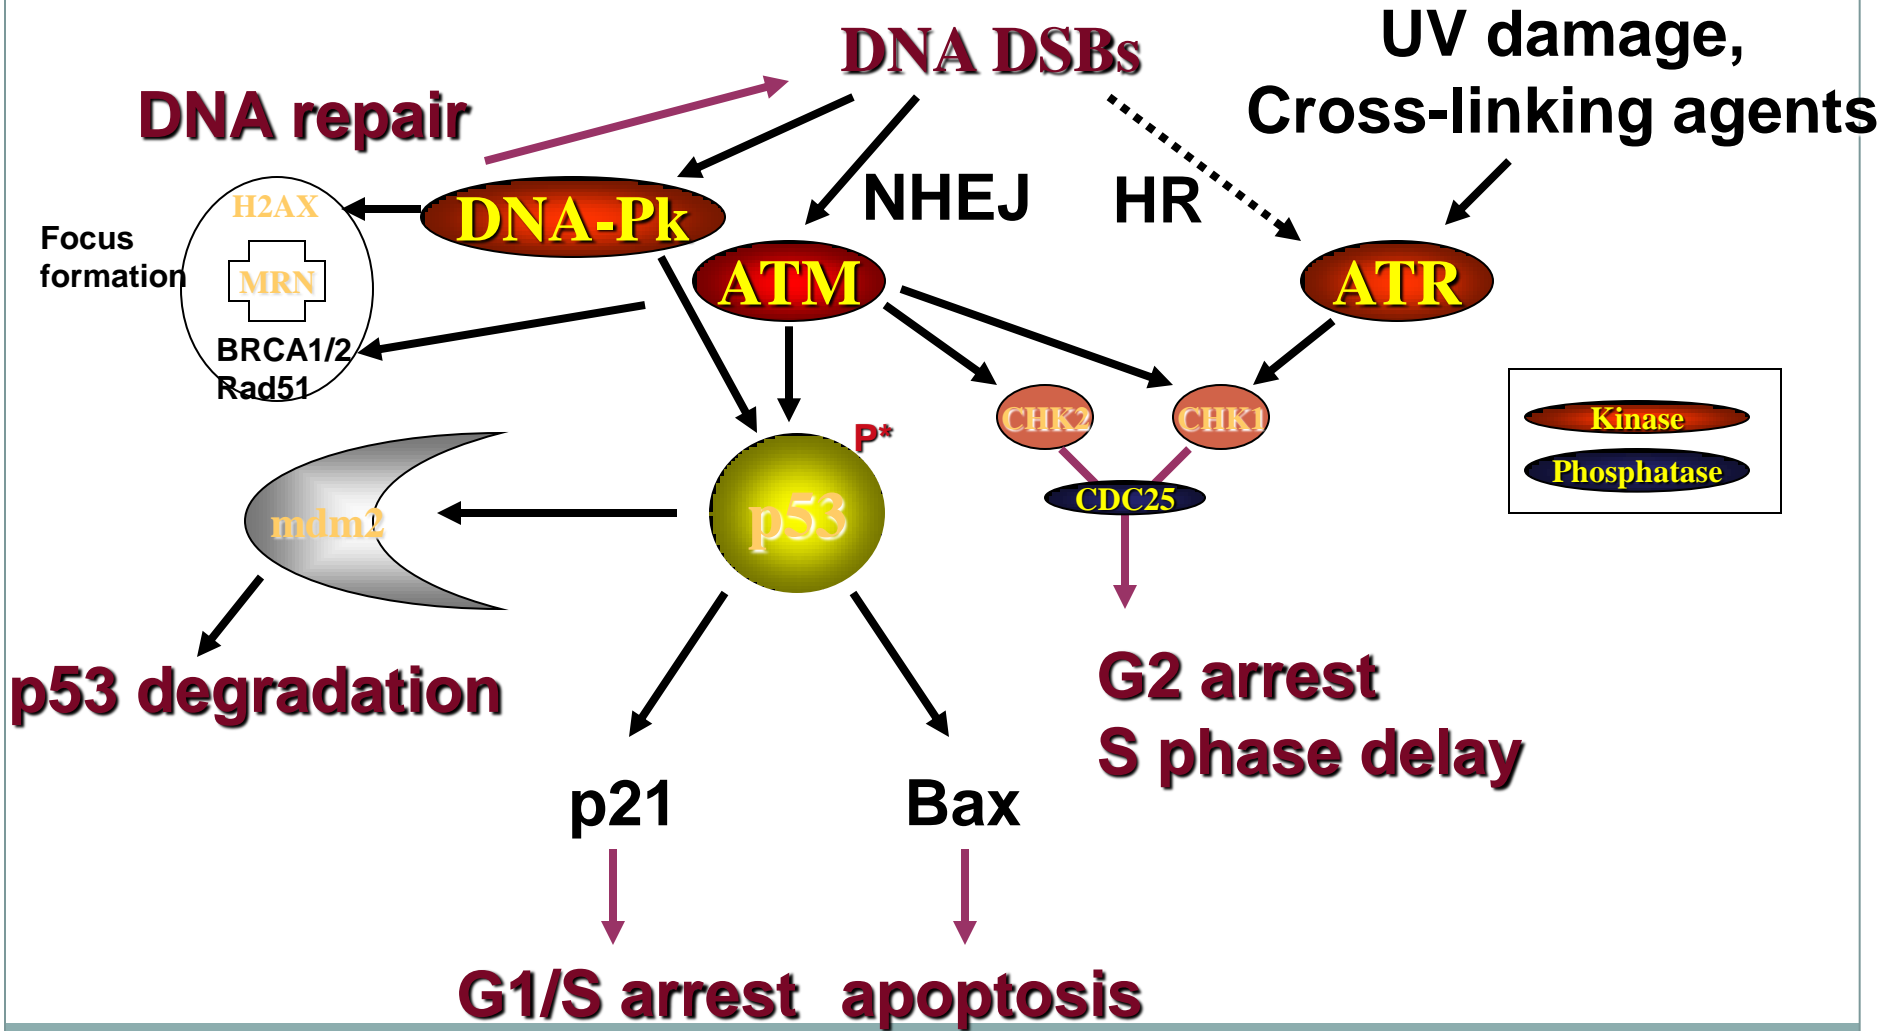 DNA DSBs
UV damage,
Cross-linking agents
DNA repair
NHEJ
HR
H2AX
DNA-Pk
Focus
formation
MRN
ATM
ATR
BRCA1/2
Rad51
CHK2
CHK1
Kinase
Phosphatase
P*
CDC25
p53
mdm2
p53 degradation
G2 arrest
S phase delay
p21
Bax
G1/S arrest
apoptosis